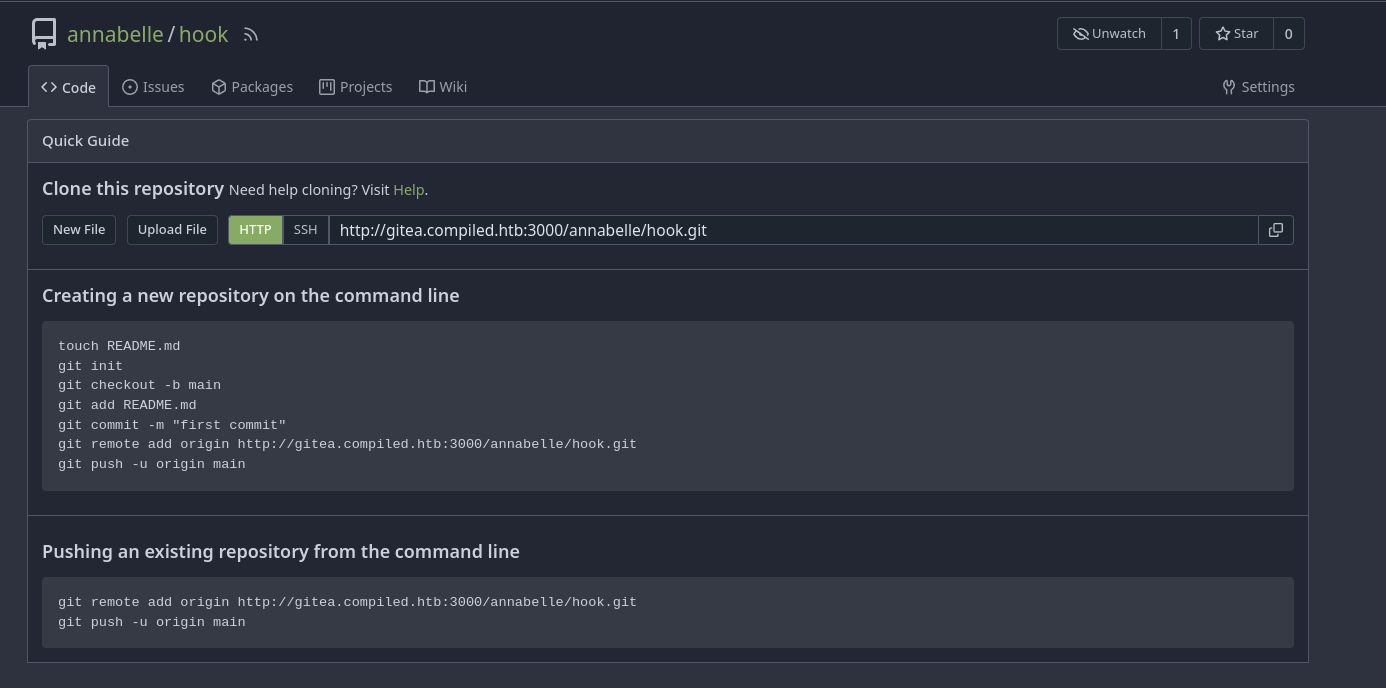 annabelle/hook
Unwatch 1 Star 0
Code Issues Packages Projects Wiki Settings
Quick Guide
Clone this repository Need help cloning? Visit Help.
New File Upload File HTTP SSH http://gitea.compiled.htb:3000/annabelle/hook.git
Creating a new repository on the command line
touch README.md
git init
git checkout -b main
git add README.md
git commit -m "first commit"
git remote add origin http://gitea.compiled.htb:3000/annabelle/hook.git
git push -u origin main
Pushing an existing repository from the command line
git remote add origin http://gitea.compiled.htb:3000/annabelle/hook.git
git push -u origin main